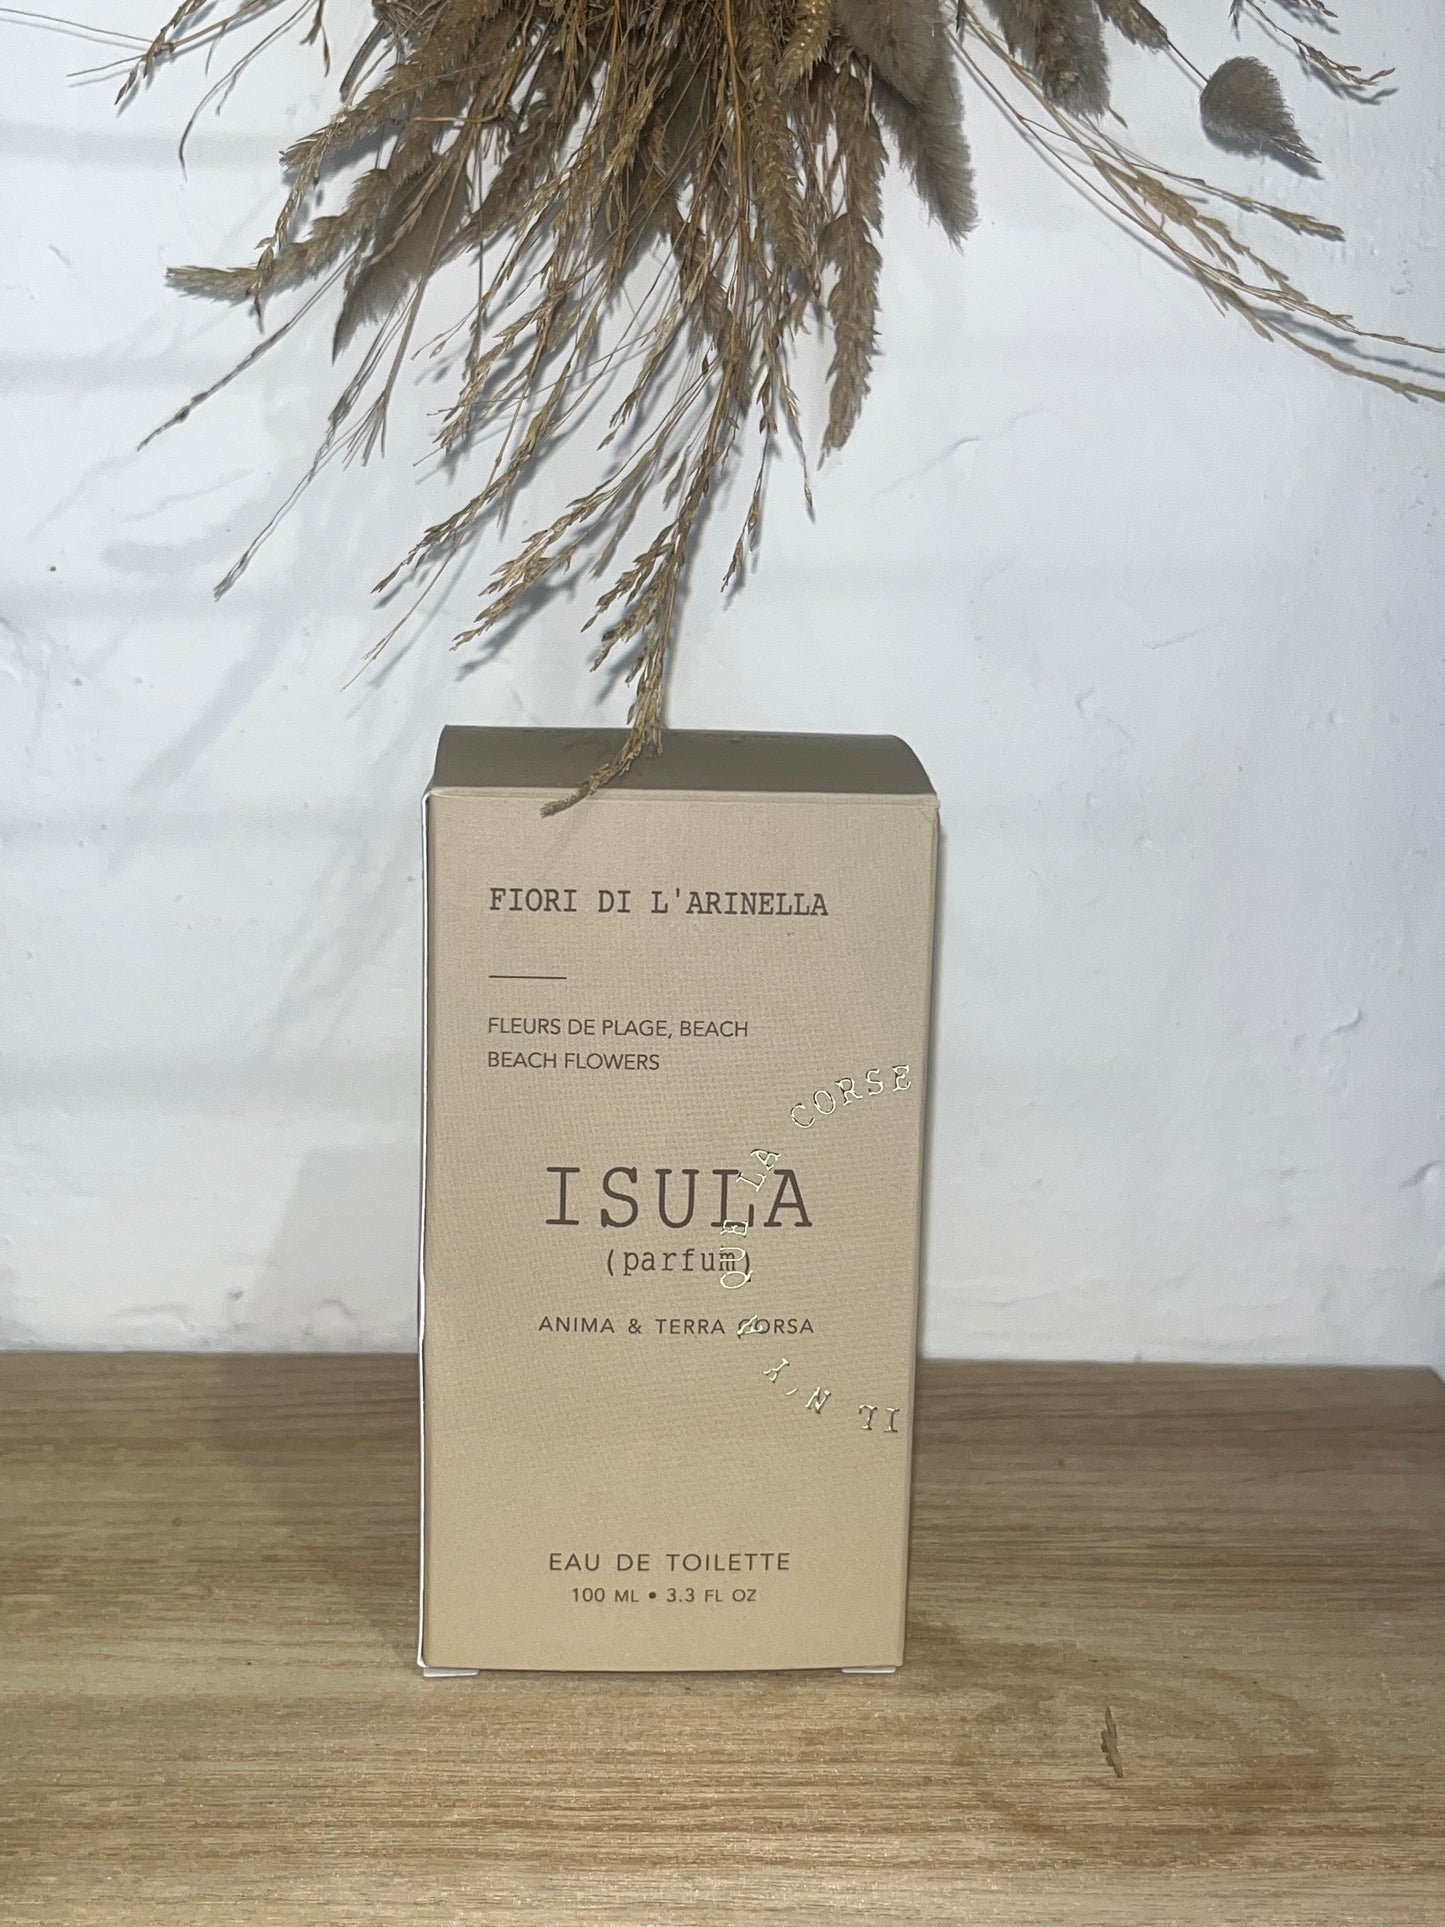 FIORI DI L'ARINELLA
FLEURS DE PLAGE, BEACH
BEACH FLOWERS
ISULA
(parfum)
ANIMA & TERRA CORSA
IL N'Y A QUE LA CORSE
EAU DE TOILETTE
100 ML • 3.3 FL OZ